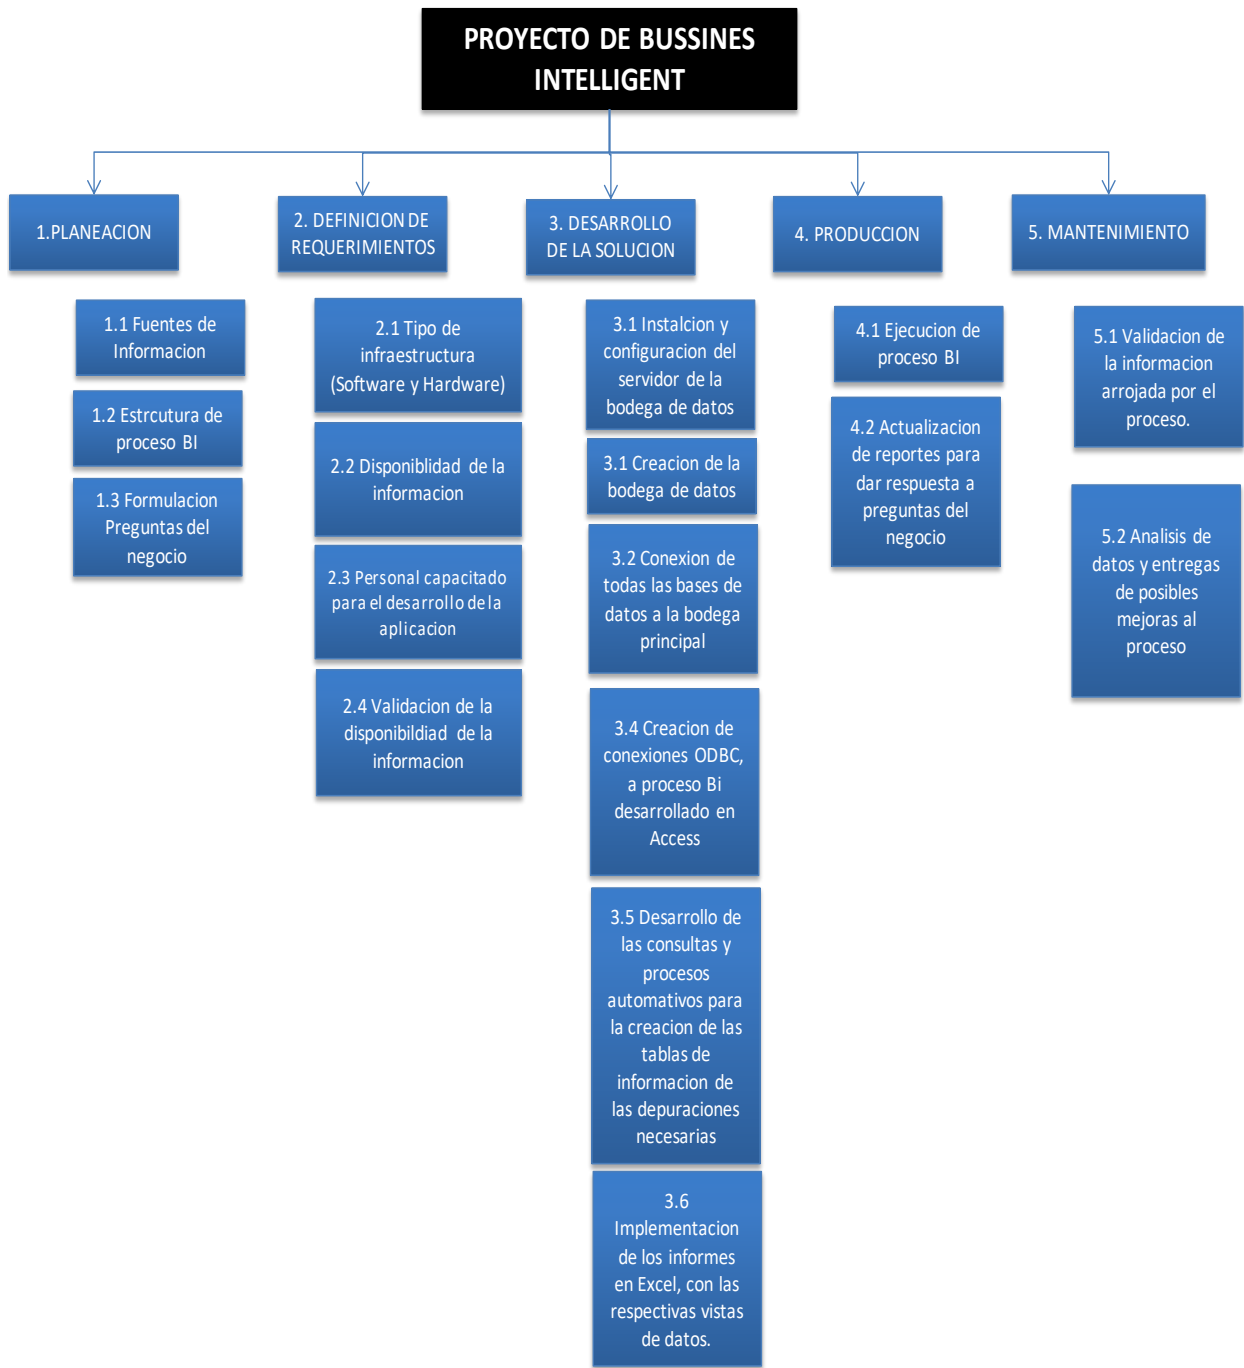 PROYECTO DE BUSSINES
INTELLIGENT
1.PLANEACION
2. DEFINICION DE
REQUERIMIENTOS
3. DESARROLLO
DE LA SOLUCION
4. PRODUCCION
5. MANTENIMIENTO
1.1 Fuentes de
Informacion
1.2 Estrcutura de
proceso BI
1.3 Formulacion
Preguntas del
negocio
2.1 Tipo de
infraestructura
(Software y Hardware)
2.2 Disponiblidad de la
informacion
2.3 Personal capacitado
para el desarrollo de la
aplicacion
2.4 Validacion de la
disponibildiad de la
informacion
3.1 Instalcion y
configuracion del
servidor de la
bodega de datos
3.1 Creacion de la
bodega de datos
3.2 Conexion de
todas las bases de
datos a la bodega
principal
3.4 Creacion de
conexiones ODBC,
a proceso Bi
desarrollado en
Access
3.5 Desarrollo de
las consultas y
procesos
automativos para
la creacion de las
tablas de
informacion de
las depuraciones
necesarias
3.6
Implementacion
de los informes
en Excel, con las
respectivas vistas
de datos.
4.1 Ejecucion de
proceso BI
4.2 Actualizacion
de reportes para
dar respuesta a
preguntas del
negocio
5.1 Validacion de
la informacion
arrojada por el
proceso.
5.2 Analisis de
datos y entregas
de posibles
mejoras al
proceso